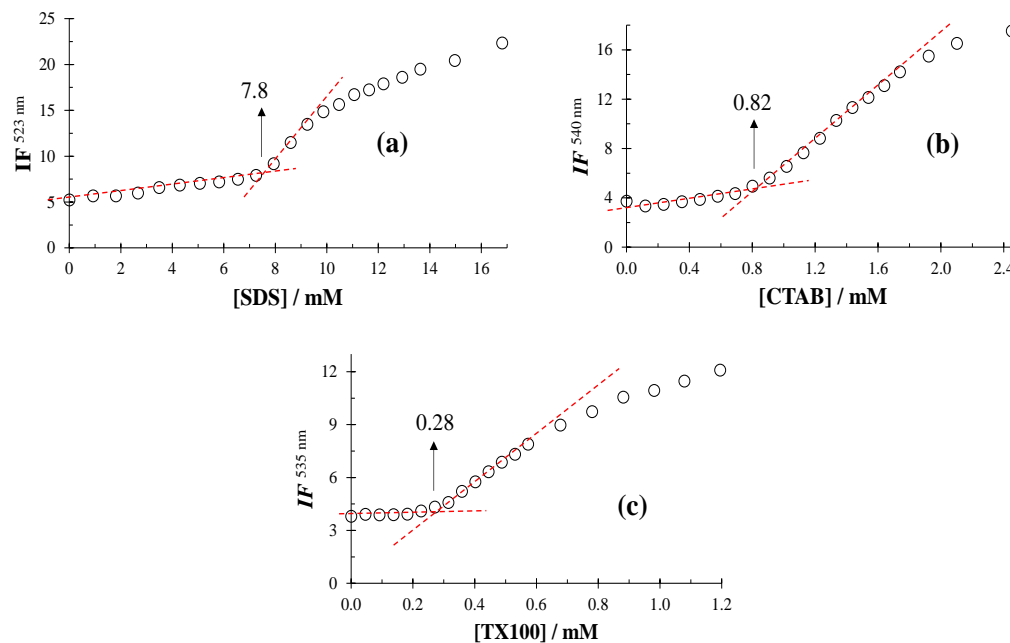 25
20
15
10
5
0
IF 523 nm
7.8
(a)
0 2 4 6 8 10 12 14 16
[SDS] / mM
16
12
8
4
0
IF 540 nm
0.82
(b)
0.0 0.4 0.8 1.2 1.6 2.0 2.4
[CTAB] / mM
12
9
6
3
0
IF 535 nm
0.28
(c)
0.0 0.2 0.4 0.6 0.8 1.0 1.2
[TX100] / mM